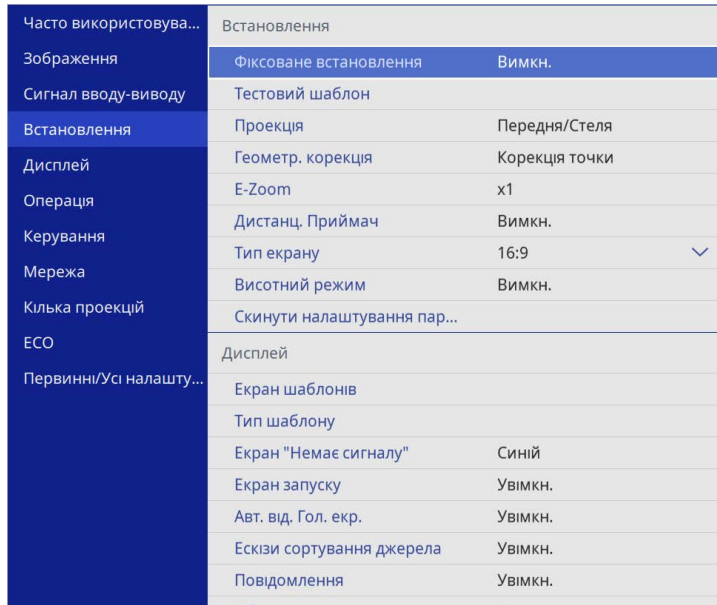 Часто використовува...
Зображення
Сигнал вводу-виводу
Встановлення
Дисплей
Операція
Керування
Мережа
Кілька проекцій
ECO
Первинні/Усі налашту...
Встановлення
Фіксоване встановлення Вимкн.
Тестовий шаблон
Проекція Передня/Стеля
Геометр. корекція Корекція точки
E-Zoom x1
Дистанц. Приймач Вимкн.
Тип екрану 16:9
Висотний режим Вимкн.
Скинути налаштування пар...
Дисплей
Екран шаблонів
Тип шаблону
Екран "Немає сигналу" Синій
Екран запуску Увімкн.
Авт. від. Гол. екр. Увімкн.
Ескізи сортування джерела Увімкн.
Повідомлення Увімкн.